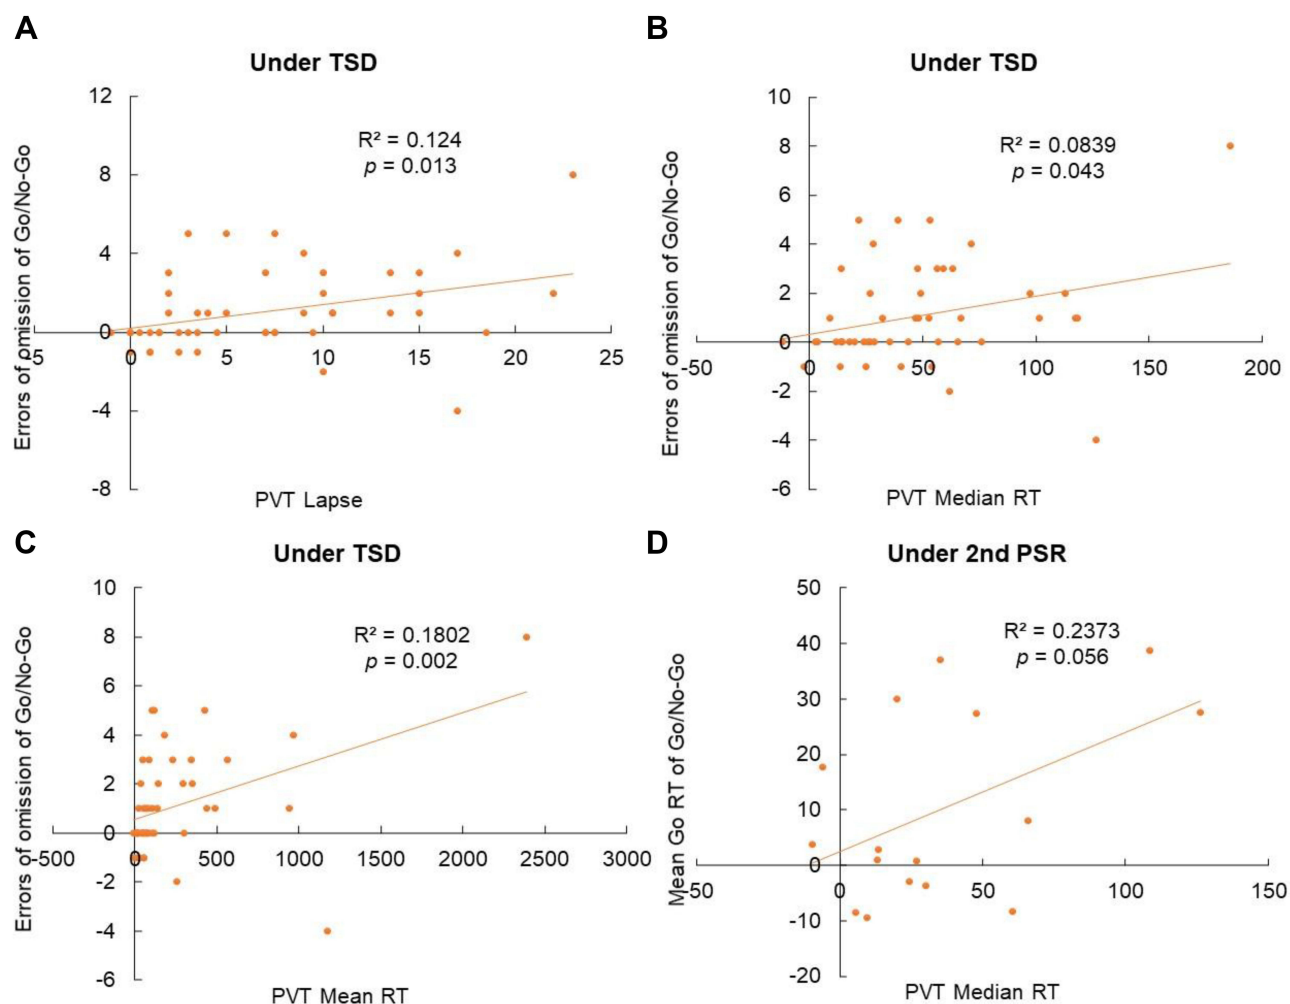 A
Under TSD
12
8
4
0
-4
-8
-5
0
5
10
15
20
25
R² = 0.124
p = 0.013
Errors of omission of Go/No-Go
PVT Lapse
B
Under TSD
10
8
6
4
2
0
-2
-4
-6
-50
0
50
100
150
200
R² = 0.0839
p = 0.043
Errors of omission of Go/No-Go
PVT Median RT
C
Under TSD
10
8
6
4
2
0
-2
-4
-6
-500
0
500
1000
1500
2000
2500
3000
R² = 0.1802
p = 0.002
Errors of omission of Go/No-Go
PVT Mean RT
D
Under 2nd PSR
50
40
30
20
10
0
-10
-20
-50
0
50
100
150
R² = 0.2373
p = 0.056
Mean Go RT of Go/No-Go
PVT Median RT